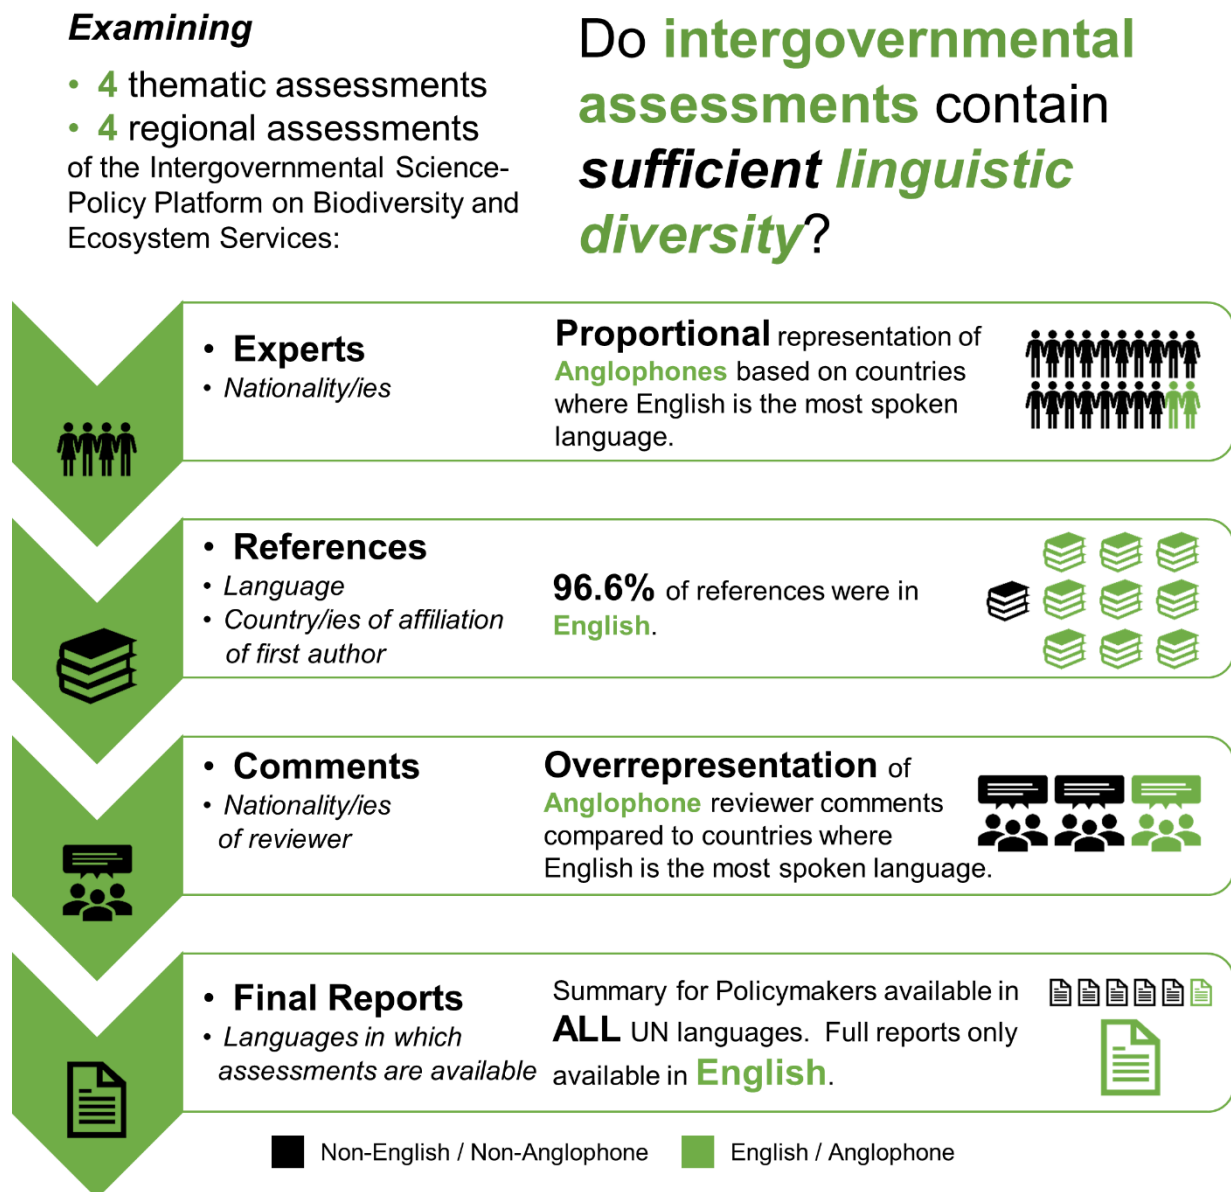 Examining
• 4 thematic assessments
• 4 regional assessments
of the Intergovernmental Science-
Policy Platform on Biodiversity and
Ecosystem Services:
Do intergovernmental
assessments contain
sufficient linguistic
diversity?
• Experts
• Nationality/ies
Proportional representation of
Anglophones based on countries
where English is the most spoken
language.
• References
• Language
• Country/ies of affiliation
of first author
96.6% of references were in
English.
• Comments
• Nationality/ies
of reviewer
Overrepresentation of
Anglophone reviewer comments
compared to countries where
English is the most spoken language.
• Final Reports
• Languages in which
assessments are available
Summary for Policymakers available in
ALL UN languages. Full reports only
available in English.
Non-English / Non-Anglophone
English / Anglophone